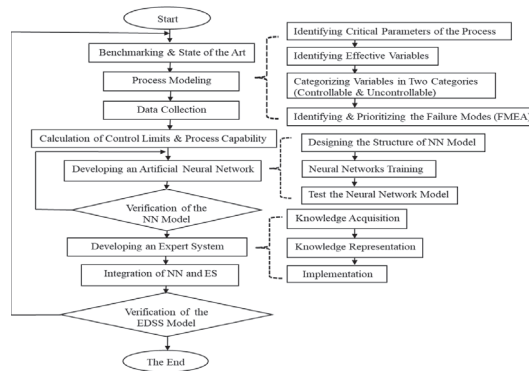 Start
Benchmarking & State of the Art
Process Modeling
Data Collection
Calculation of Control Limits & Process Capability
Developing an Artificial Neural Network
Verification of the
NN Model
Developing an Expert System
Integration of NN and ES
Verification of the
EDSS Model
The End
Identifying Critical Parameters of the Process
Identifying Effective Variables
Categorizing Variables in Two Categories
(Controllable & Uncontrollable)
Identifying & Prioritizing the Failure Modes (FMEA)
Designing the Structure of NN Model
Neural Networks Training
Test the Neural Network Model
Knowledge Acquisition
Knowledge Representation
Implementation